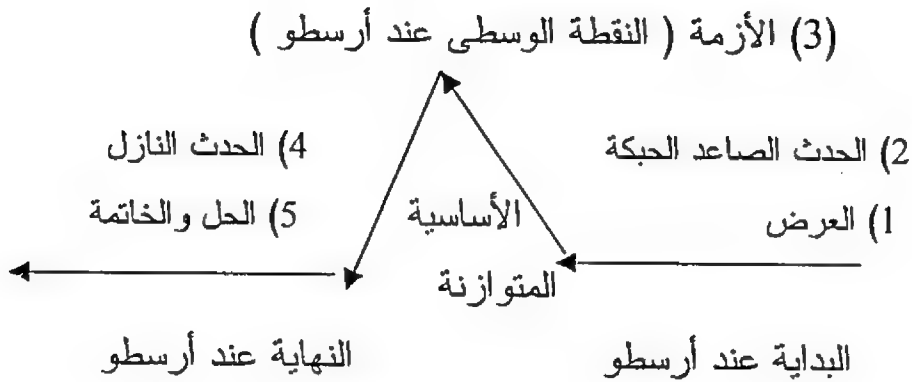 (3) الأزمة ( النقطة الوسطى عند أرسطو )
2) الحدث الصاعد الحبكة
4) الحدث النازل
1) العرض
الأساسية
5) الحل والخاتمة
المتوازنة
البداية عند أرسطو
النهاية عند أرسطو